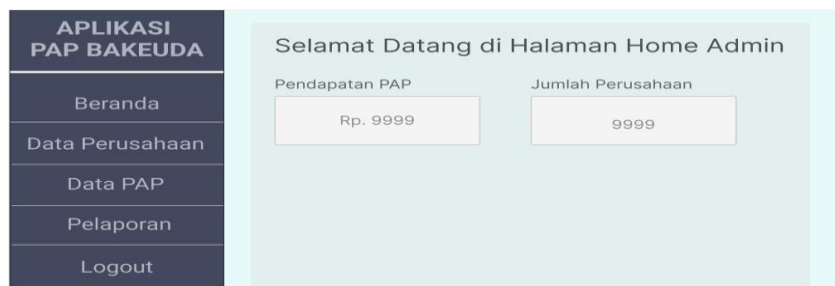 APLIKASI
PAP BAKEUDA
Beranda
Data Perusahaan
Data PAP
Pelaporan
Logout
Selamat Datang di Halaman Home Admin
Pendapatan PAP
Rp. 9999
Jumlah Perusahaan
9999